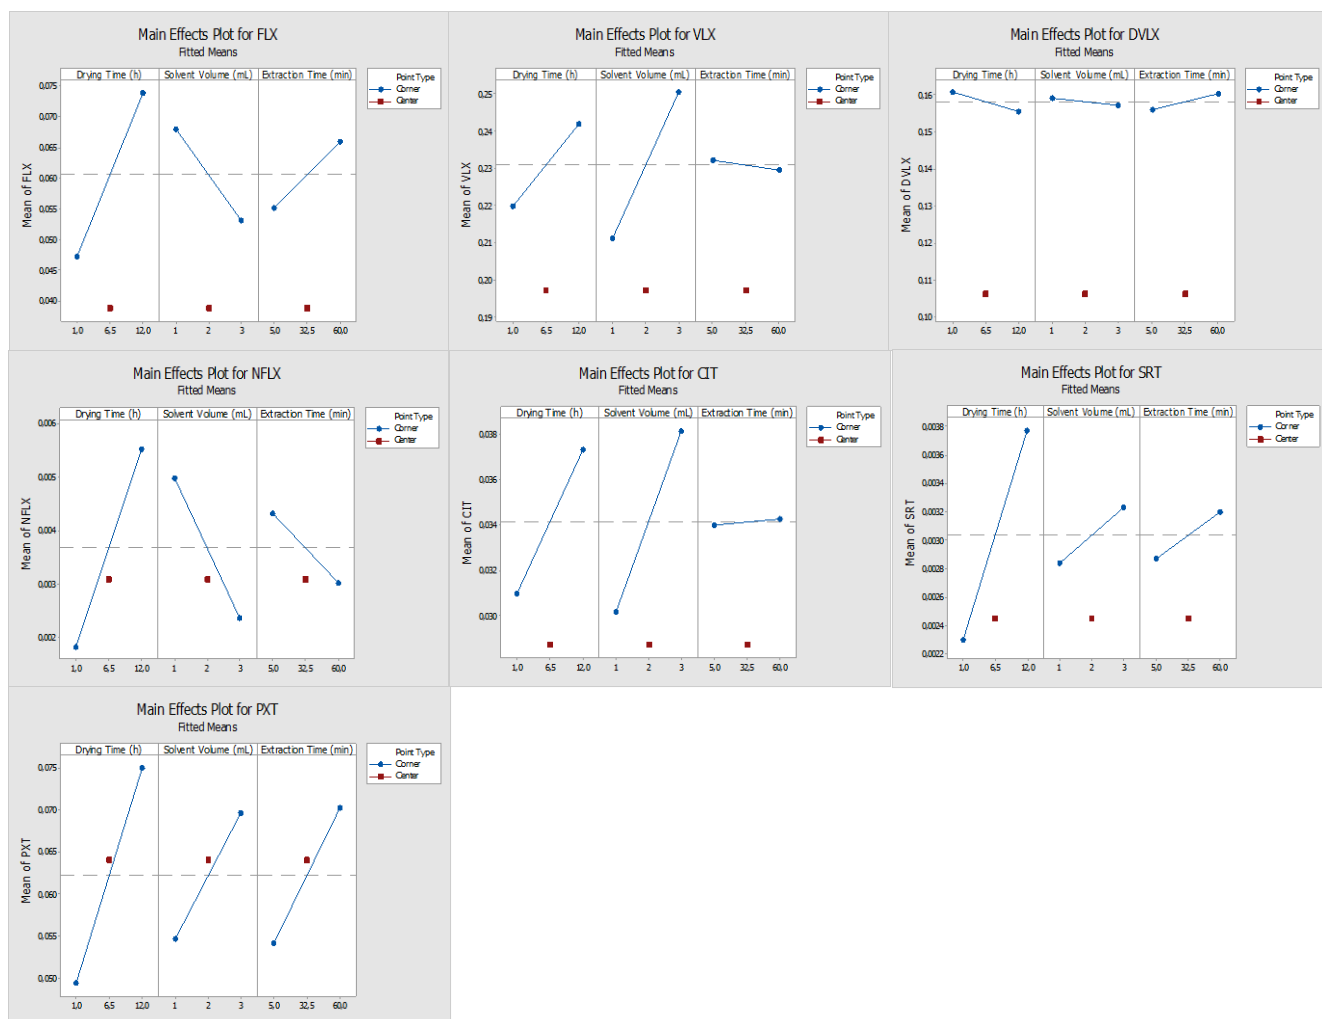 Main Effects Plot for FLX
Fitted Means
Drying Time (h) Solvent Volume (mL) Extraction Time (min)
Point Type
Corner
Center
Mean of FLX
0,075
0,070
0,065
0,060
0,055
0,050
0,045
0,040
1,0 6,5 12,0 1 2 3 5,0 32,5 60,0
Main Effects Plot for VLX
Fitted Means
Drying Time (h) Solvent Volume (mL) Extraction Time (min)
Point Type
Corner
Center
Mean of VLX
0,25
0,24
0,23
0,22
0,21
0,20
0,19
1,0 6,5 12,0 1 2 3 5,0 32,5 60,0
Main Effects Plot for DVLX
Fitted Means
Drying Time (h) Solvent Volume (mL) Extraction Time (min)
Point Type
Corner
Center
Mean of DVLX
0,16
0,15
0,14
0,13
0,12
0,11
0,10
1,0 6,5 12,0 1 2 3 5,0 32,5 60,0
Main Effects Plot for NFLX
Fitted Means
Drying Time (h) Solvent Volume (mL) Extraction Time (min)
Point Type
Corner
Center
Mean of NFLX
0,006
0,005
0,004
0,003
0,002
1,0 6,5 12,0 1 2 3 5,0 32,5 60,0
Main Effects Plot for CIT
Fitted Means
Drying Time (h) Solvent Volume (mL) Extraction Time (min)
Point Type
Corner
Center
Mean of CIT
0,038
0,036
0,034
0,032
0,030
1,0 6,5 12,0 1 2 3 5,0 32,5 60,0
Main Effects Plot for SRT
Fitted Means
Drying Time (h) Solvent Volume (mL) Extraction Time (min)
Point Type
Corner
Center
Mean of SRT
0,0038
0,0036
0,0034
0,0032
0,0030
0,0028
0,0026
0,0024
0,0022
1,0 6,5 12,0 1 2 3 5,0 32,5 60,0
Main Effects Plot for PXT
Fitted Means
Drying Time (h) Solvent Volume (mL) Extraction Time (min)
Point Type
Corner
Center
Mean of PXT
0,075
0,070
0,065
0,060
0,055
0,050
1,0 6,5 12,0 1 2 3 5,0 32,5 60,0